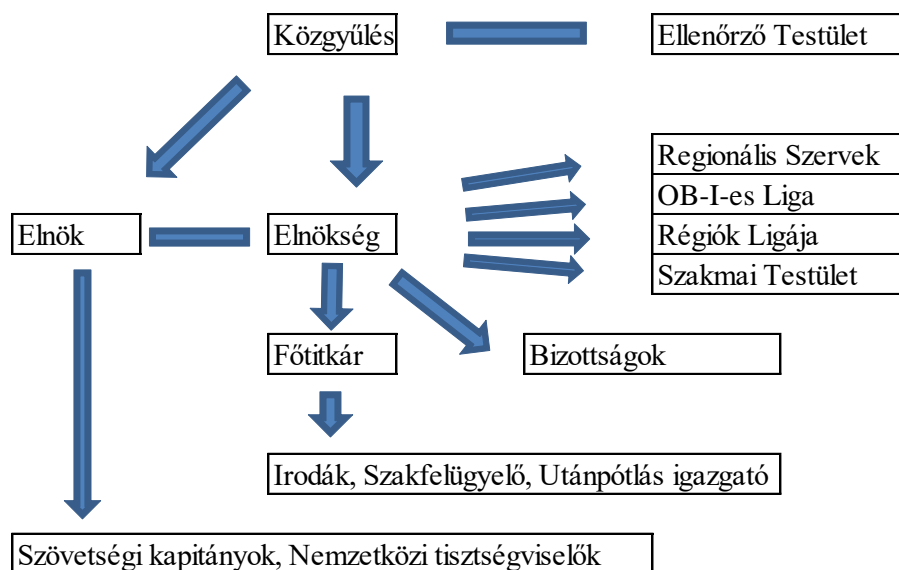 Közgyűlés
Ellenőrző Testület
Regionális Szervek
OB-I-es Liga
Elnök
Elnökség
Régiók Ligája
Szakmai Testület
Főtitkár
Bizottságok
Irodák, Szakfelügyelő, Utánpótlás igazgató
Szövetségi kapitányok, Nemzetközi tisztségviselők